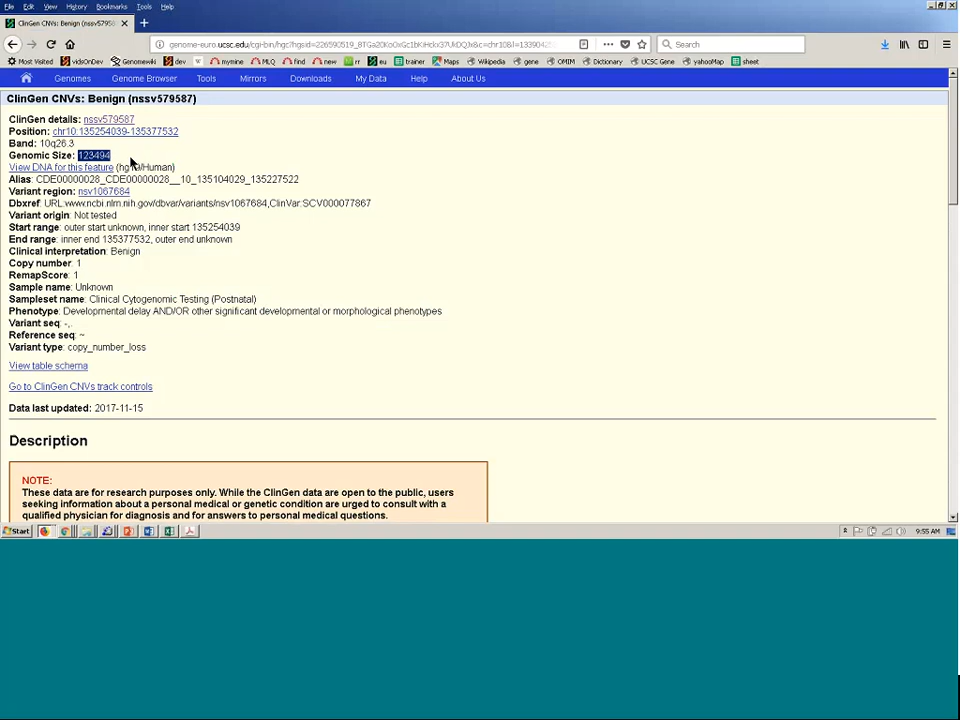 File Edit View History Bookmarks Tools Help
ClinGen CNVs: Benign (nssv57958
Search
Most Visited vidsOnDev Genomewiki dev mymine MLQ find new rr eu trainer Maps Wikipedia gene OMIM Dictionary UCSC Gene yahooMap sheet
Genomes Genome Browser Tools Mirrors Downloads My Data Help About Us
ClinGen CNVs: Benign (nssv579587)
ClinGen details: nssv579587
Position: chr10:135254039-135377532
Band: 10q26.3
Genomic Size: 123494
View DNA for this feature (hg19/Human)
Alias: CDE00000028_CDE00000028__10_135104029_135227522
Variant region: nsv1067684
Dbxref: URL:www.ncbi.nlm.nih.gov/dbvar/variants/nsv1067684,ClinVar:SCV000077867
Variant origin: Not tested
Start range: outer start unknown, inner start 135254039
End range: inner end 135377532, outer end unknown
Clinical interpretation: Benign
Copy number: 1
RemapScore: 1
Sample name: Unknown
Sampleset name: Clinical Cytogenomic Testing (Postnatal)
Phenotype: Developmental delay AND/OR other significant developmental or morphological phenotypes
Variant seq: -,.
Reference seq: ~
Variant type: copy_number_loss
View table schema
Go to ClinGen CNVs track controls
Data last updated: 2017-11-15
Description
NOTE:
These data are for research purposes only. While the ClinGen data are open to the public, users
seeking information about a personal medical or genetic condition are urged to consult with a
qualified physician for diagnosis and for answers to personal medical questions.
Start 9:55 AM